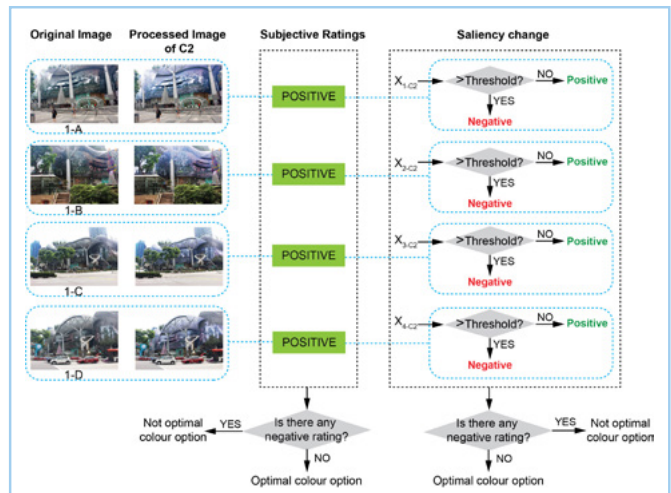 Original Image
Processed Image
of C2
Subjective Ratings
Saliency change
1-A
POSITIVE
X1-C2
>Threshold?
NO
Positive
YES
Negative
1-B
POSITIVE
X2-C2
>Threshold?
NO
Positive
YES
Negative
1-C
POSITIVE
X3-C2
>Threshold?
NO
Positive
YES
Negative
1-D
POSITIVE
X4-C2
>Threshold?
NO
Positive
YES
Negative
Not optimal
colour option
YES
Is there any
negative rating?
NO
Optimal colour option
Is there any
negative rating?
YES
Not optimal
colour option
NO
Optimal colour option